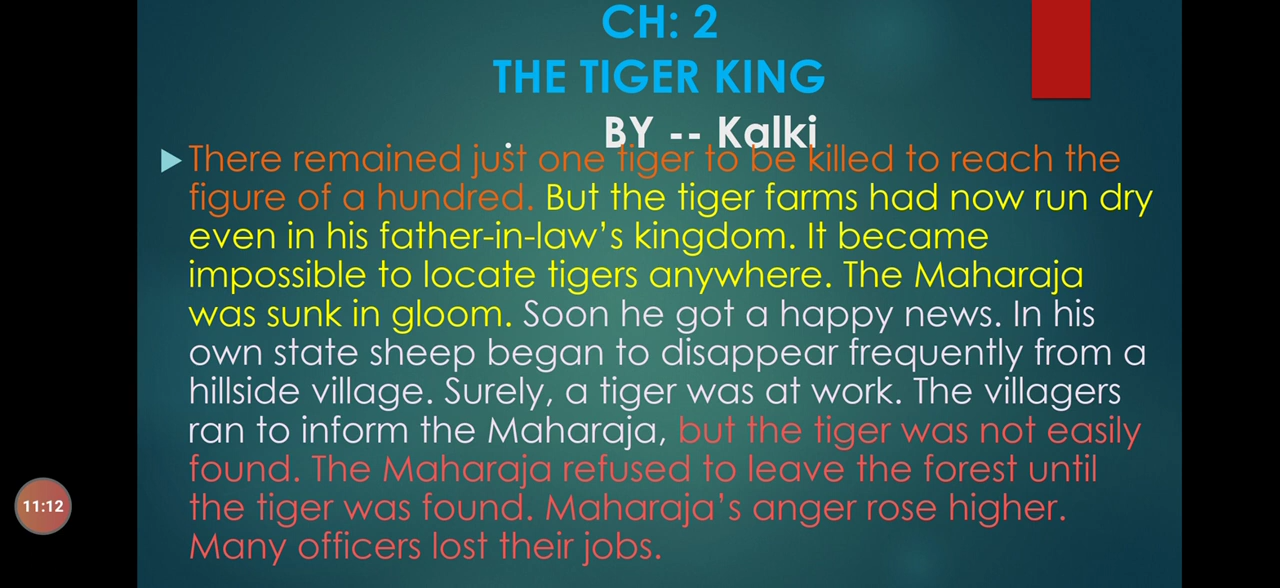 CH: 2
THE TIGER KING
. BY -- Kalki
There remained just one tiger to be killed to reach the
figure of a hundred. But the tiger farms had now run dry
even in his father-in-law’s kingdom. It became
impossible to locate tigers anywhere. The Maharaja
was sunk in gloom. Soon he got a happy news. In his
own state sheep began to disappear frequently from a
hillside village. Surely, a tiger was at work. The villagers
ran to inform the Maharaja, but the tiger was not easily
found. The Maharaja refused to leave the forest until
the tiger was found. Maharaja’s anger rose higher.
Many officers lost their jobs.
11:12